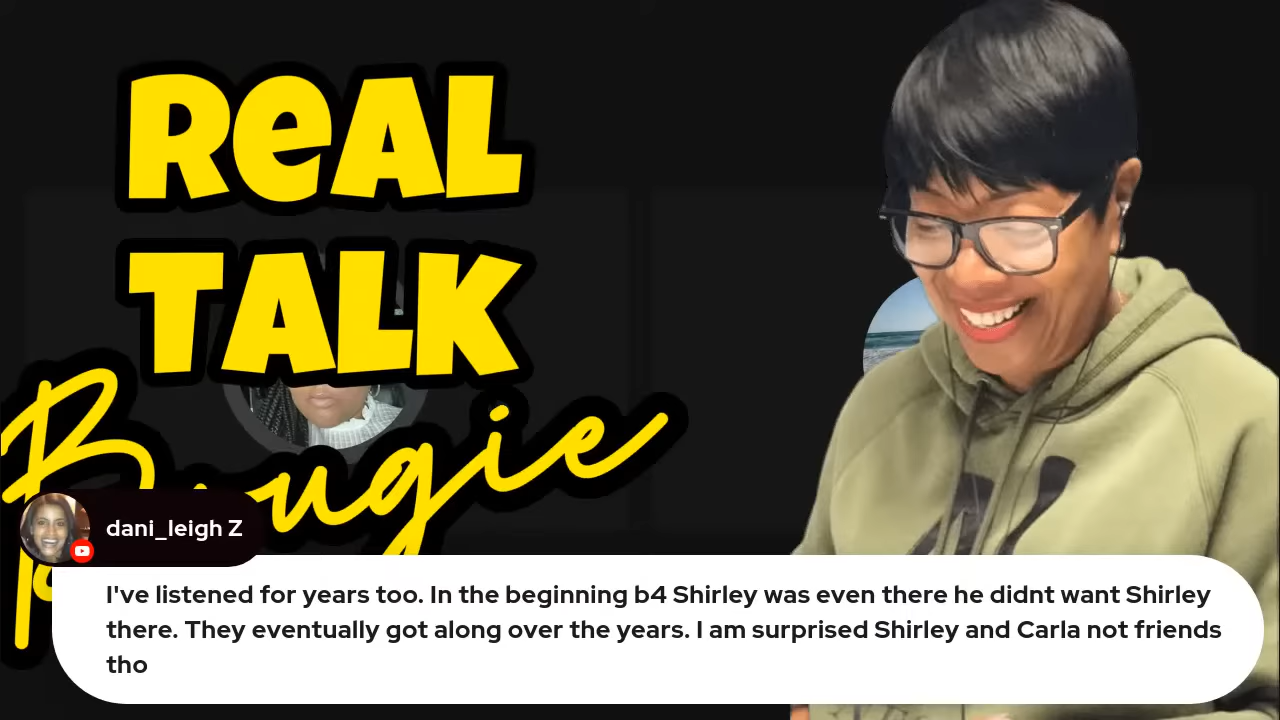 REAL
TALK
Bougie
dani_leigh Z
I've listened for years too. In the beginning b4 Shirley was even there he didnt want Shirley
there. They eventually got along over the years. I am surprised Shirley and Carla not friends
tho